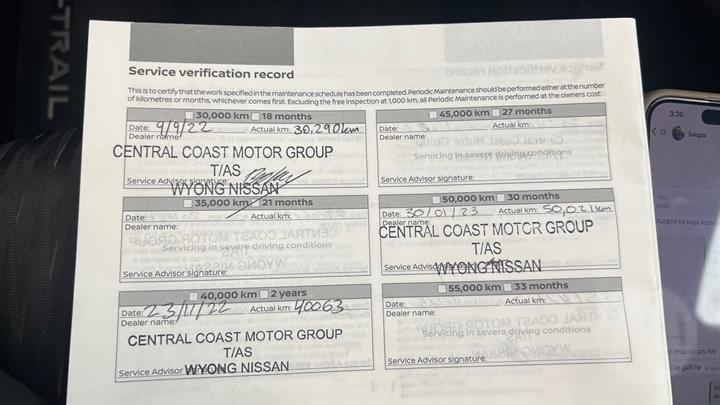 -TRAIL
Service verification record
This is to certify that the work specified in the maintenance schedule has been completed. Periodic Maintenance should be performed either at the number
of kilometres or months, whichever comes first. Excluding the free inspection at 1,000 km, all Periodic Maintenance is performed at the owners cost.
30,000 km 18 months
Date: 9/9/22 Actual km: 30,290km
Dealer name:
CENTRAL COAST MOTOR GROUP
T/AS
Service Advisor signature:
WYONG NISSAN
45,000 km 27 months
Date: Actual km:
Dealer name:
Servicing in severe driving conditions
Service Advisor signature:
35,000 km 21 months
Date: Actual km:
Dealer name:
Servicing in severe driving conditions
Service Advisor signature:
50,000 km 30 months
Date: 30/01/23 Actual km: 50,021km
Dealer name:
CENTRAL COAST MOTOR GROUP
T/AS
Service Advis
WYONG NISSAN
40,000 km 2 years
Date: 23/11/22 Actual km: 40063
Dealer name:
CENTRAL COAST MOTOR GROUP
T/AS
Service Advisor WYONG NISSAN
55,000 km 33 months
Date: Actual km:
Dealer name:
Servicing in severe driving conditions
Service Advisor signature:
3:20
13